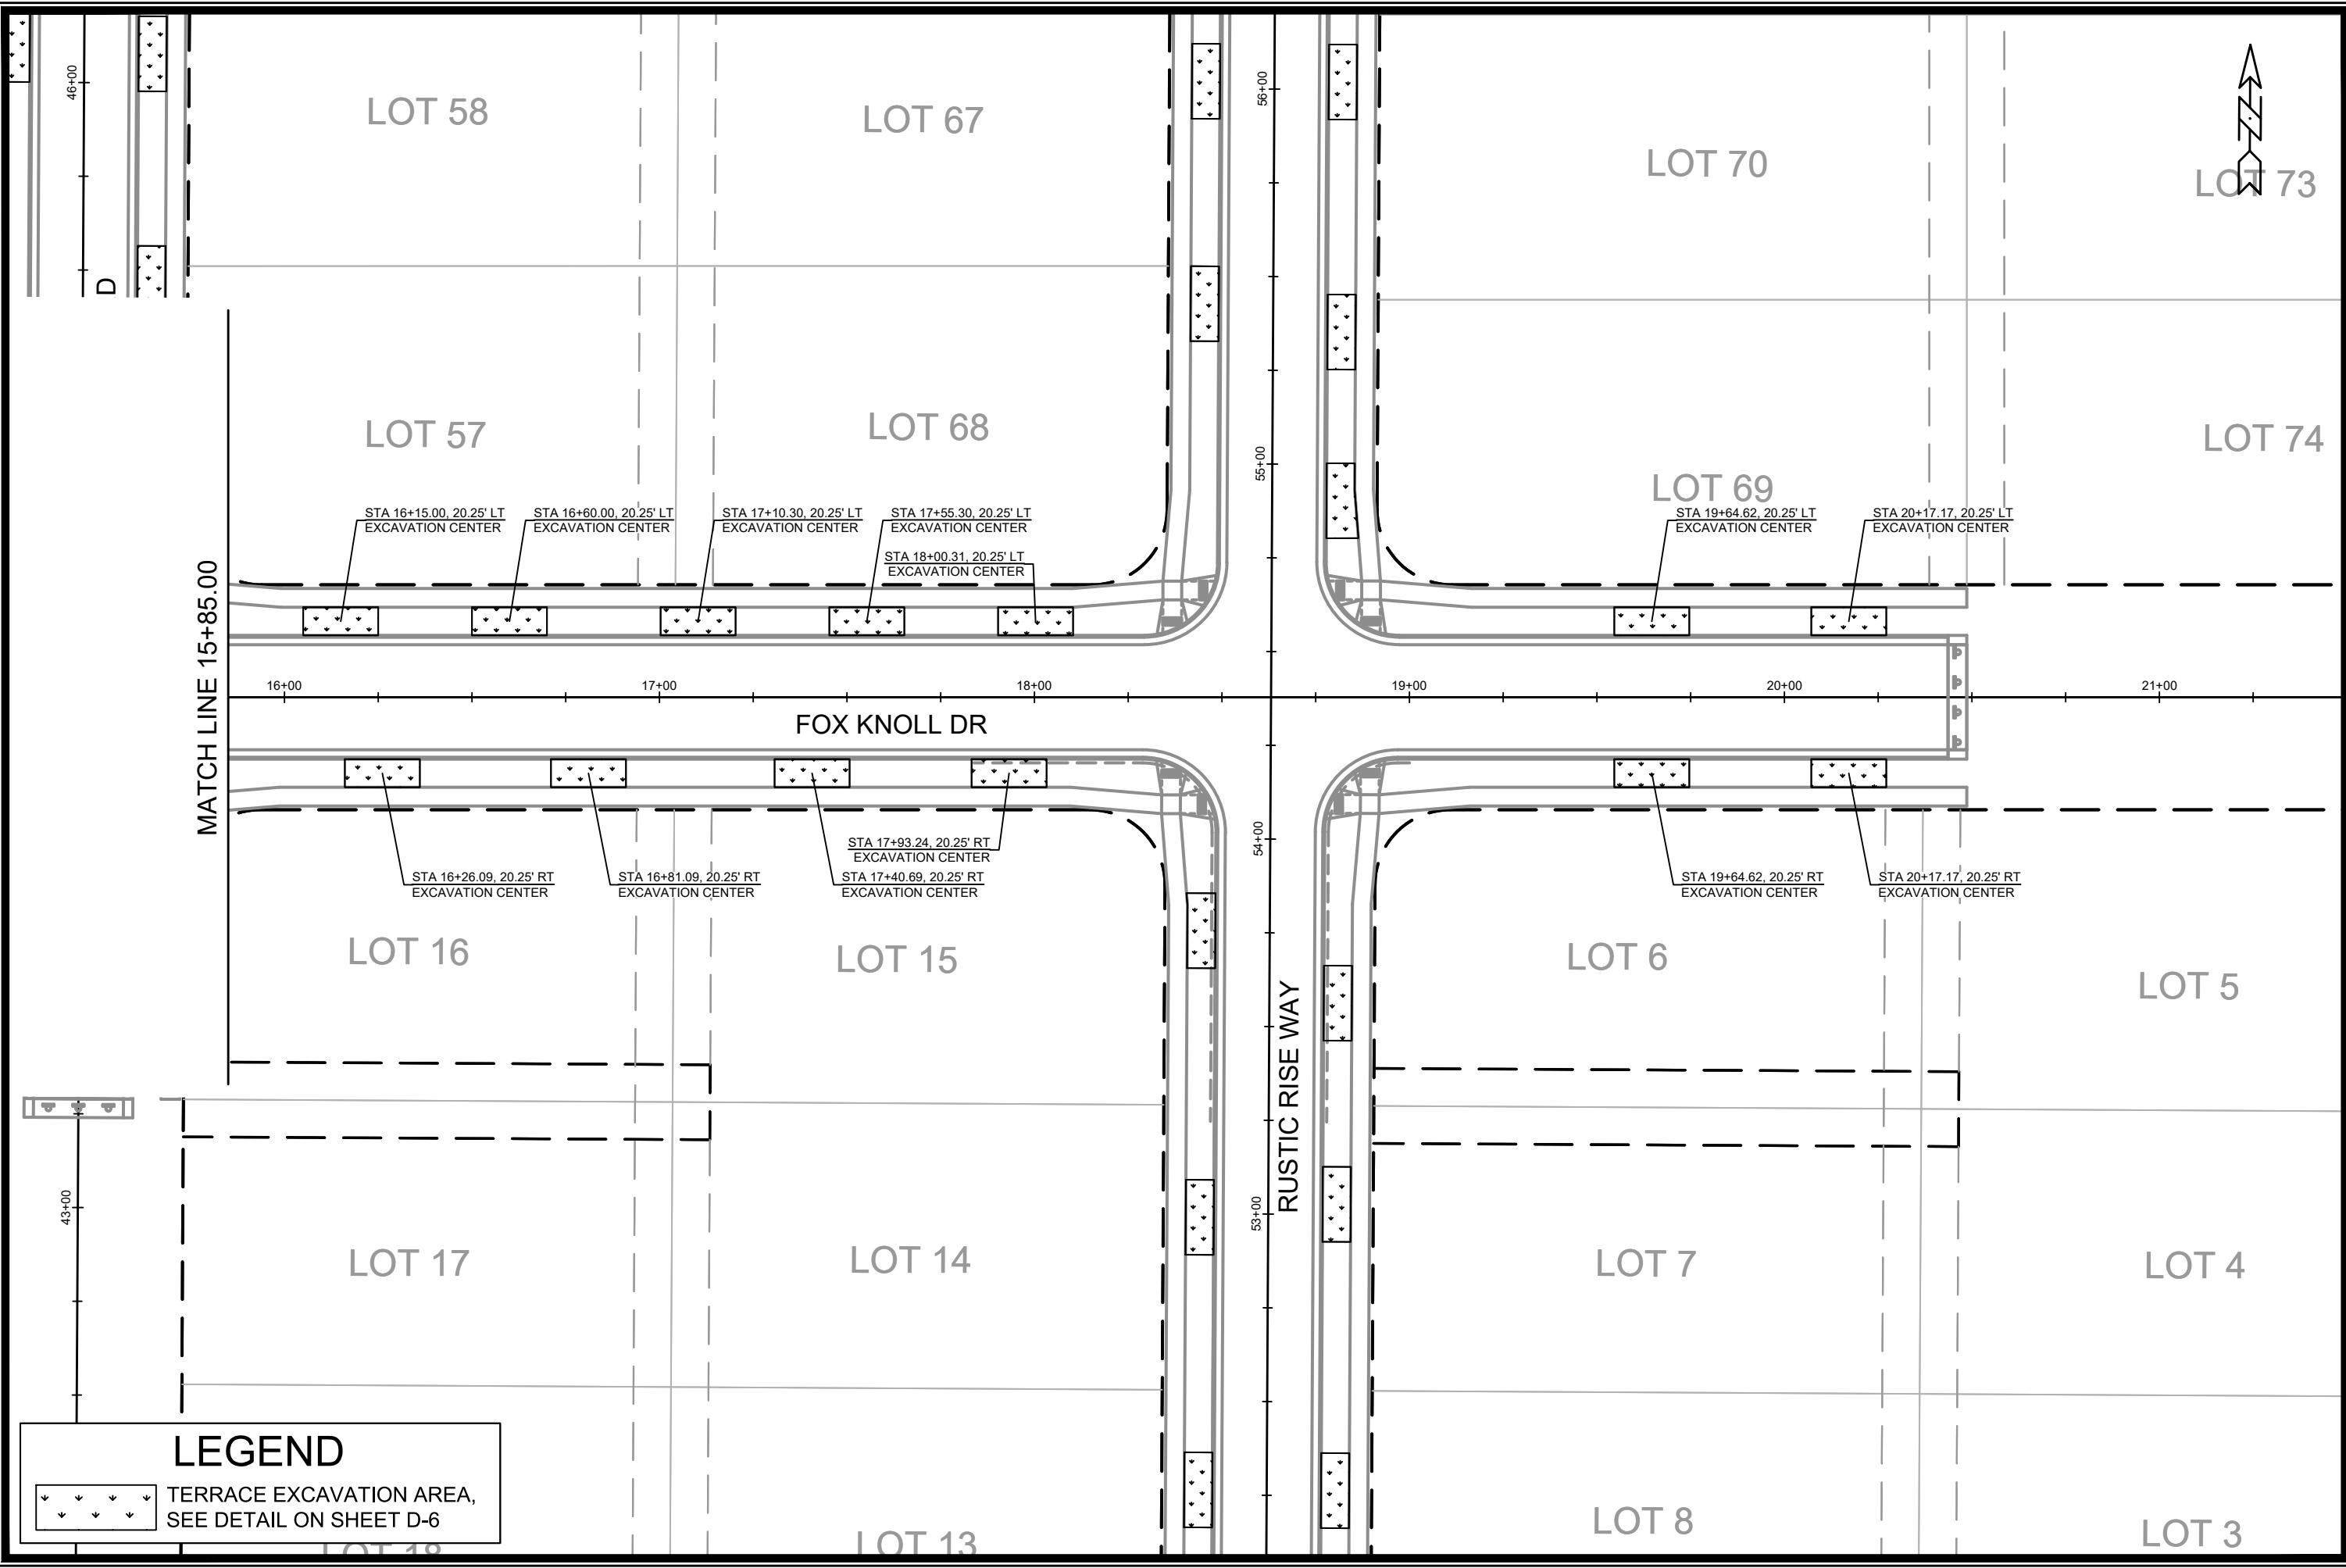 46+00
56+00
LOT 58
LOT 67
LOT 70
N
LOT 73
D
LOT 57
LOT 68
55+00
LOT 69
LOT 74
STA 16+15.00, 20.25' LT
EXCAVATION CENTER
STA 16+60.00, 20.25' LT
EXCAVATION CENTER
STA 17+10.30, 20.25' LT
EXCAVATION CENTER
STA 17+55.30, 20.25' LT
EXCAVATION CENTER
STA 18+00.31, 20.25' LT
EXCAVATION CENTER
STA 19+64.62, 20.25' LT
EXCAVATION CENTER
STA 20+17.17, 20.25' LT
EXCAVATION CENTER
MATCH LINE 15+85.00
16+00
17+00
18+00
19+00
20+00
21+00
FOX KNOLL DR
54+00
STA 17+93.24, 20.25' RT
EXCAVATION CENTER
STA 16+26.09, 20.25' RT
EXCAVATION CENTER
STA 16+81.09, 20.25' RT
EXCAVATION CENTER
STA 17+40.69, 20.25' RT
EXCAVATION CENTER
STA 19+64.62, 20.25' RT
EXCAVATION CENTER
STA 20+17.17, 20.25' RT
EXCAVATION CENTER
LOT 16
LOT 15
LOT 6
LOT 5
RUSTIC RISE WAY
43+00
53+00
LOT 17
LOT 14
LOT 7
LOT 4
LEGEND
TERRACE EXCAVATION AREA,
SEE DETAIL ON SHEET D-6
LOT 18
LOT 13
LOT 8
LOT 3